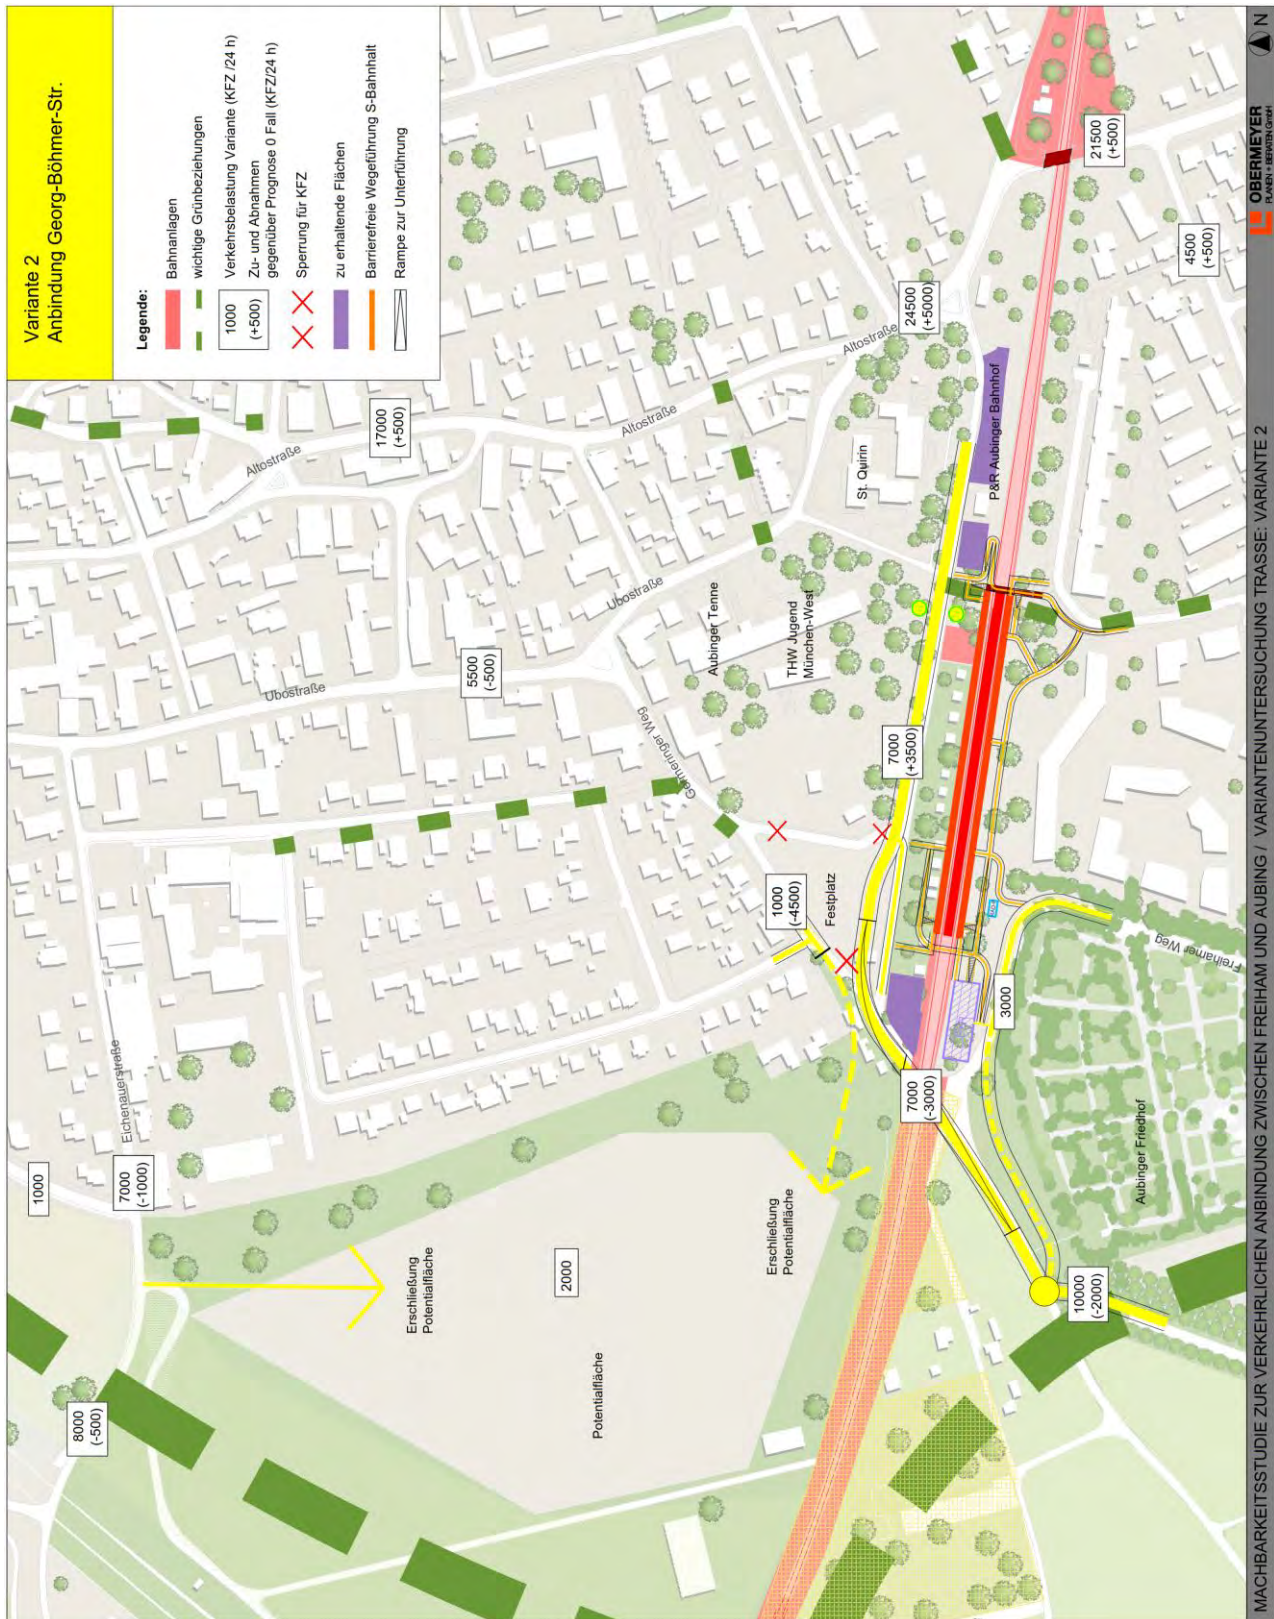 Variante 2
Anbindung Georg-Böhmer-Str.
Legende:
Bahnanlagen
wichtige Grünbeziehungen
1000
(+500)
Verkehrsbelastung Variante (KFZ /24 h)
Zu- und Abnahmen
gegenüber Prognose 0 Fall (KFZ/24 h)
Sperrung für KFZ
zu erhaltende Flächen
Barrierefreie Wegeführung S-Bahnhalt
Rampe zur Unterführung
1000
7000
(-1000)
8000
(-500)
Eichenauerstraße
Ubostraße
5500
(-500)
Altostraße
17000
(+500)
Altostraße
Ubostraße
Altostraße
24500
(+5000)
21500
(+500)
4500
(+500)
St. Quirin
P&R Aubinger Bahnhof
Aubinger Tenne
THW Jugend
München-West
Germeringer Weg
7000
(+3500)
1000
(-4500)
Festplatz
Erschließung
Potentialfläche
2000
Potentialfläche
Erschließung
Potentialfläche
7000
(-3000)
3000
Freihamer Weg
Aubinger Friedhof
10000
(-2000)
MACHBARKEITSSTUDIE ZUR VERKEHRLICHEN ANBINDUNG ZWISCHEN FREIHAM UND AUBING / VARIANTENUNTERSUCHUNG TRASSE: VARIANTE 2
OBERMEYER
PLANEN + BERATEN GmbH
N